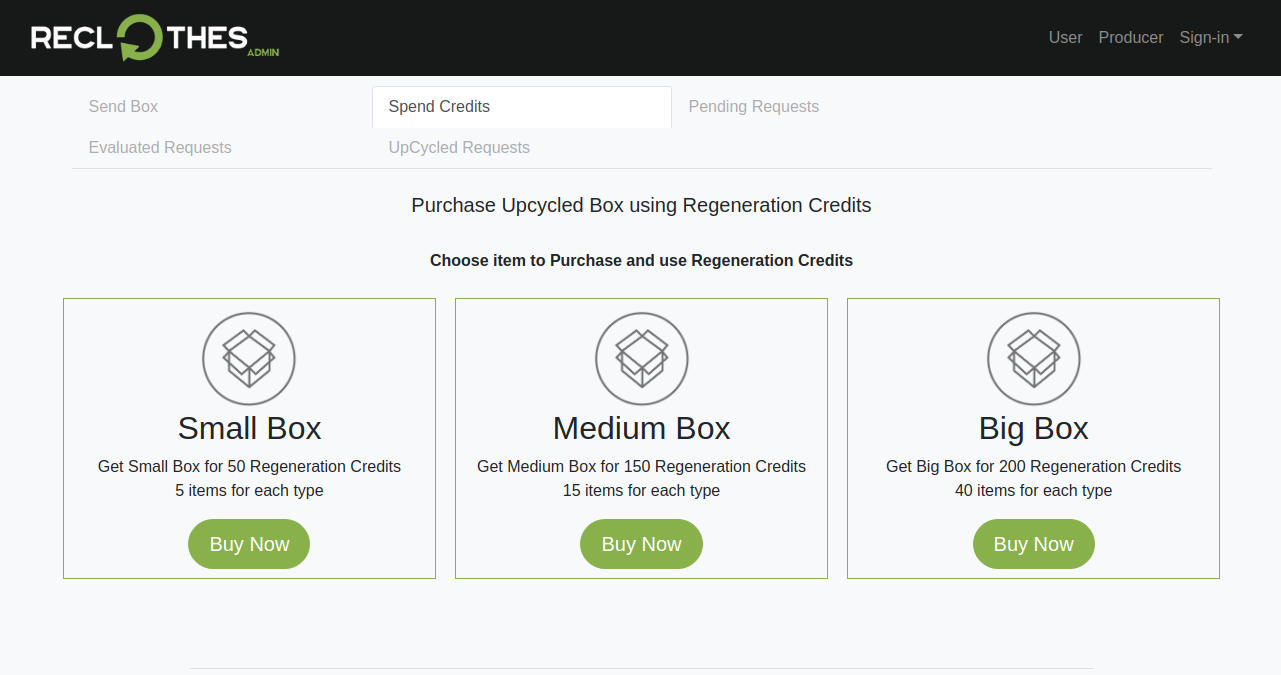 RECLOTHES ADMIN
User Producer Sign-in
Send Box Spend Credits Pending Requests
Evaluated Requests UpCycled Requests
Purchase Upcycled Box using Regeneration Credits
Choose item to Purchase and use Regeneration Credits
Small Box
Get Small Box for 50 Regeneration Credits
5 items for each type
Buy Now
Medium Box
Get Medium Box for 150 Regeneration Credits
15 items for each type
Buy Now
Big Box
Get Big Box for 200 Regeneration Credits
40 items for each type
Buy Now